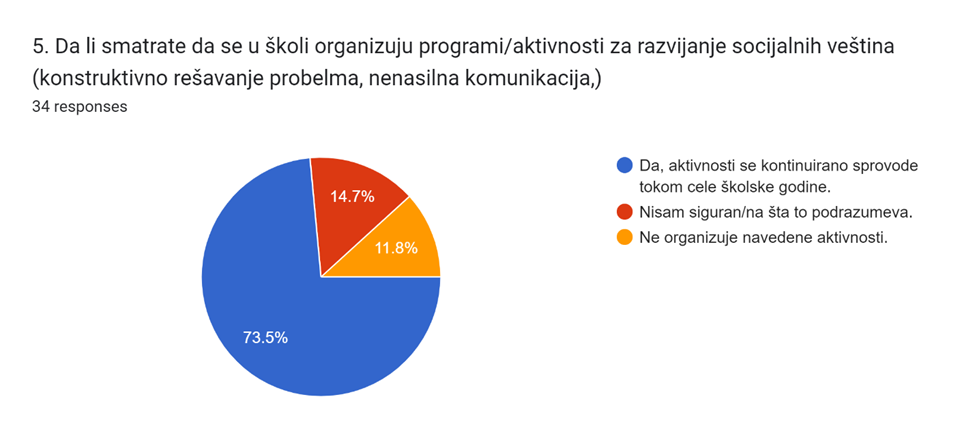 5. Da li smatrate da se u školi organizuju programi/aktivnosti za razvijanje socijalnih veština
(konstruktivno rešavanje probelma, nenasilna komunikacija,)
34 responses
14.7%
11.8%
73.5%
Da, aktivnosti se kontinuirano sprovode
tokom cele školske godine.
Nisam siguran/na šta to podrazumeva.
Ne organizuje navedene aktivnosti.